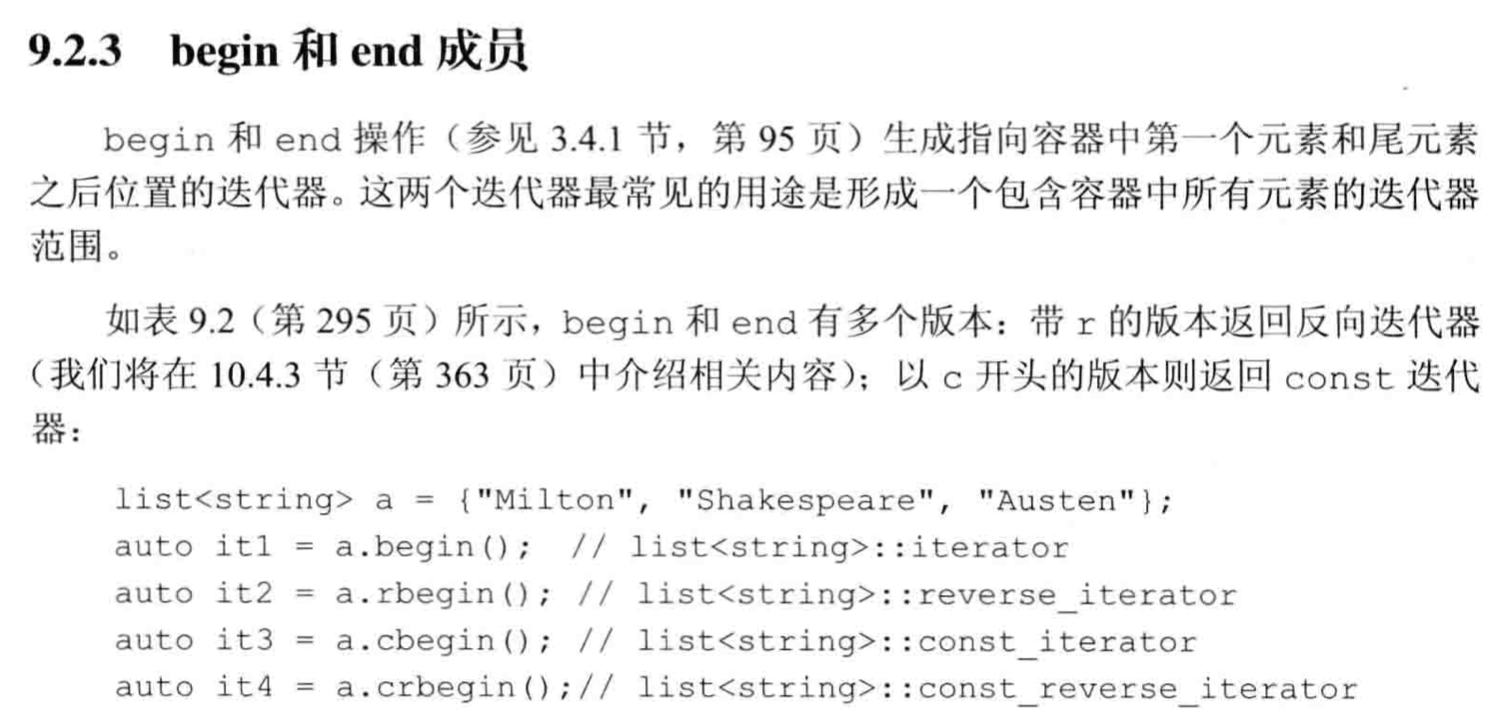 9.2.3 begin 和 end 成员
begin 和 end 操作（参见 3.4.1 节，第 95 页）生成指向容器中第一个元素和尾元素
之后位置的迭代器。这两个迭代器最常见的用途是形成一个包含容器中所有元素的迭代器
范围。
如表 9.2（第 295 页）所示，begin 和 end 有多个版本：带 r 的版本返回反向迭代器
（我们将在 10.4.3 节（第 363 页）中介绍相关内容）；以 c 开头的版本则返回 const 迭代
器：
list<string> a = {"Milton", "Shakespeare", "Austen"};
auto it1 = a.begin(); // list<string>::iterator
auto it2 = a.rbegin(); // list<string>::reverse_iterator
auto it3 = a.cbegin(); // list<string>::const_iterator
auto it4 = a.crbegin();// list<string>::const_reverse_iterator